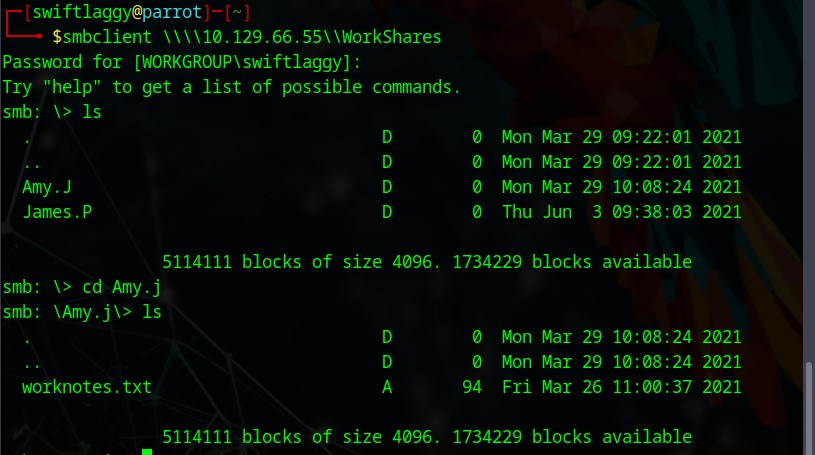 ┌─[swiftlaggy@parrot]─[~]
└──╼ $smbclient \\\\10.129.66.55\\WorkShares
Password for [WORKGROUP\swiftlaggy]:
Try "help" to get a list of possible commands.
smb: \> ls
  .                                   D        0  Mon Mar 29 09:22:01 2021
  ..                                  D        0  Mon Mar 29 09:22:01 2021
  Amy.J                               D        0  Mon Mar 29 10:08:24 2021
  James.P                             D        0  Thu Jun  3 09:38:03 2021
		5114111 blocks of size 4096. 1734229 blocks available
smb: \> cd Amy.j
smb: \Amy.j\> ls
  .                                   D        0  Mon Mar 29 10:08:24 2021
  ..                                  D        0  Mon Mar 29 10:08:24 2021
  worknotes.txt                       A       94  Fri Mar 26 11:00:37 2021
		5114111 blocks of size 4096. 1734229 blocks available